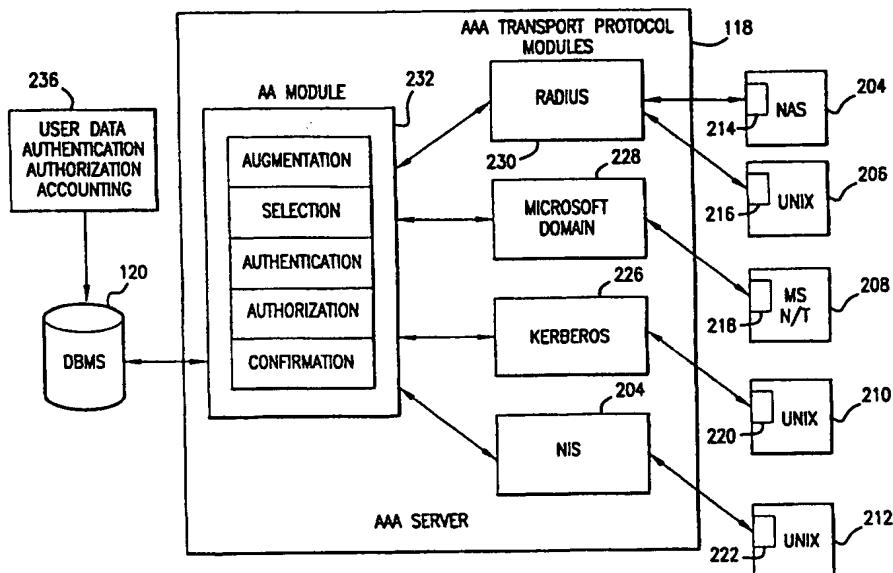 AAA TRANSPORT PROTOCOL
MODULES
118
236
USER DATA
AUTHENTICATION
AUTHORIZATION
ACCOUNTING
120
DBMS
AA MODULE
232
AUGMENTATION
SELECTION
AUTHENTICATION
AUTHORIZATION
CONFIRMATION
RADIUS
230
228
MICROSOFT
DOMAIN
226
KERBEROS
204
NIS
AAA SERVER
NAS
204
214
UNIX
206
216
MS
N/T
208
218
UNIX
210
220
UNIX
212
222